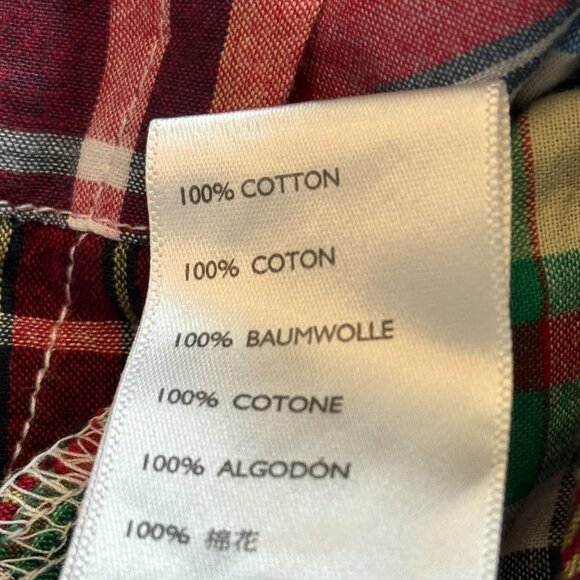 100% COTTON
100% COTON
100% BAUMWOLLE
100% COTONE
100% ALGODÓN
100% 棉花